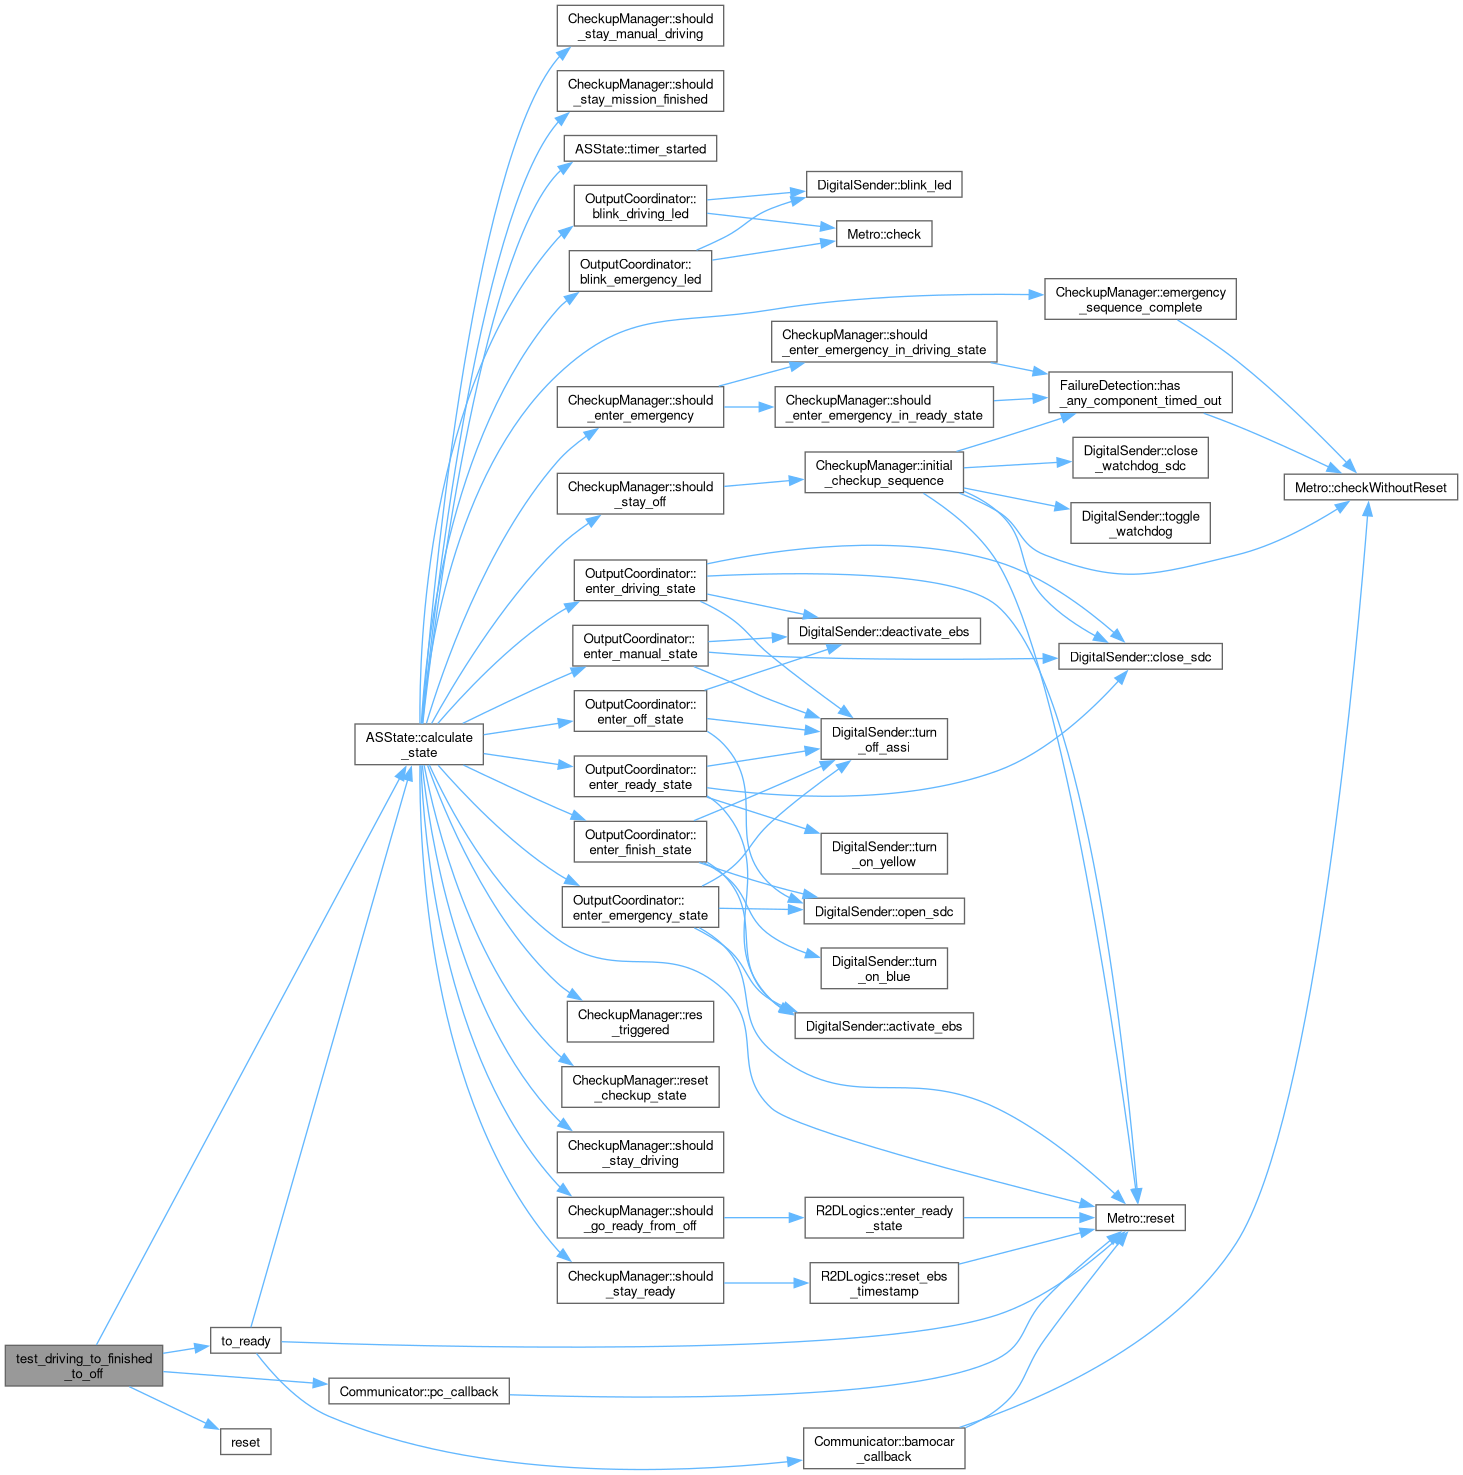 CheckupManager::should
_stay_manual_driving
CheckupManager::should
_stay_mission_finished
ASState::timer_started
OutputCoordinator::
blink_driving_led
DigitalSender::blink_led
Metro::check
OutputCoordinator::
blink_emergency_led
CheckupManager::emergency
_sequence_complete
CheckupManager::should
_enter_emergency_in_driving_state
CheckupManager::should
_enter_emergency
CheckupManager::should
_enter_emergency_in_ready_state
FailureDetection::has
_any_component_timed_out
CheckupManager::should
_stay_off
CheckupManager::initial
_checkup_sequence
DigitalSender::close
_watchdog_sdc
Metro::checkWithoutReset
DigitalSender::toggle
_watchdog
OutputCoordinator::
enter_driving_state
OutputCoordinator::
enter_manual_state
DigitalSender::deactivate_ebs
DigitalSender::close_sdc
OutputCoordinator::
enter_off_state
ASState::calculate
_state
DigitalSender::turn
_off_assi
OutputCoordinator::
enter_ready_state
OutputCoordinator::
enter_finish_state
DigitalSender::turn
_on_yellow
OutputCoordinator::
enter_emergency_state
DigitalSender::open_sdc
DigitalSender::turn
_on_blue
CheckupManager::res
_triggered
DigitalSender::activate_ebs
CheckupManager::reset
_checkup_state
CheckupManager::should
_stay_driving
CheckupManager::should
_go_ready_from_off
R2DLogics::enter_ready
_state
Metro::reset
CheckupManager::should
_stay_ready
R2DLogics::reset_ebs
_timestamp
to_ready
test_driving_to_finished
_to_off
Communicator::pc_callback
reset
Communicator::bamocar
_callback